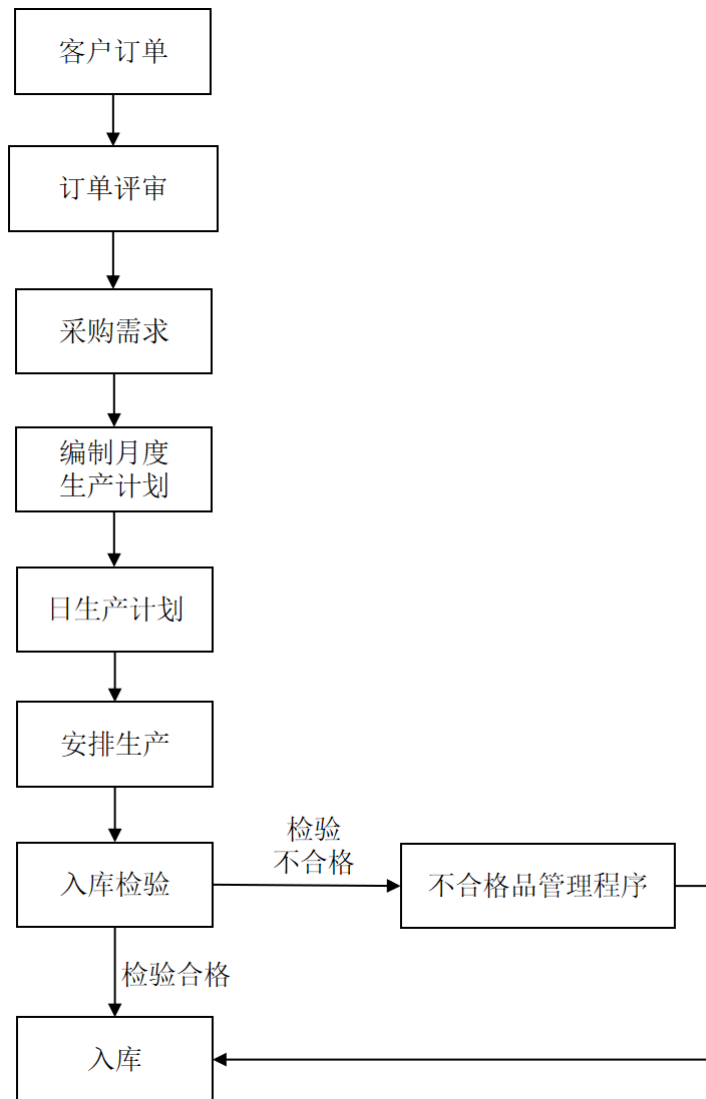 客户订单
订单评审
采购需求
编制月度
生产计划
日生产计划
安排生产
检验
不合格
入库检验
不合格品管理程序
检验合格
入库